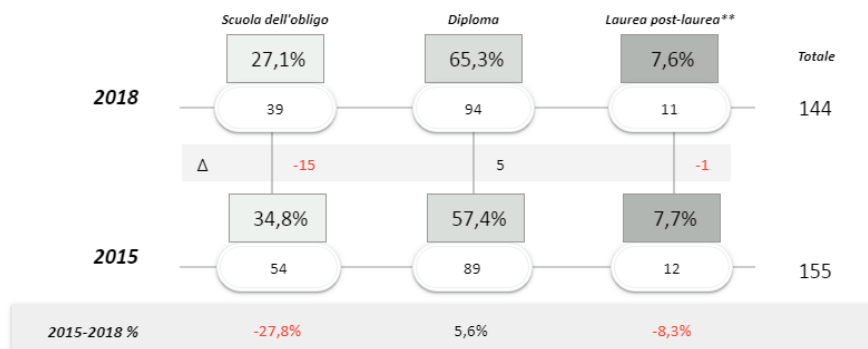 Scuola dell'obligo Diploma Laurea post-laurea**
27,1% 65,3% 7,6% Totale
2018 39 94 11 144
Δ -15 5 -1
34,8% 57,4% 7,7%
2015 54 89 12 155
2015-2018 % -27,8% 5,6% -8,3%